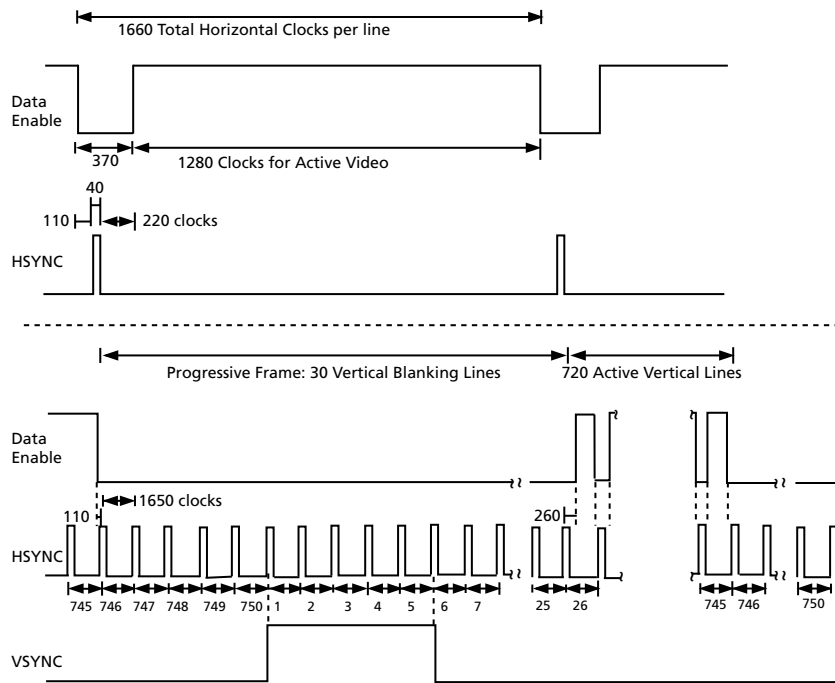 1660 Total Horizontal Clocks per line
Data
Enable
370
1280 Clocks for Active Video
40
110
220 clocks
HSYNC
Progressive Frame: 30 Vertical Blanking Lines
720 Active Vertical Lines
Data
Enable
1650 clocks
110
260
HSYNC
745 746 747 748 749 750 1 2 3 4 5 6 7 25 26 745 746 750
VSYNC